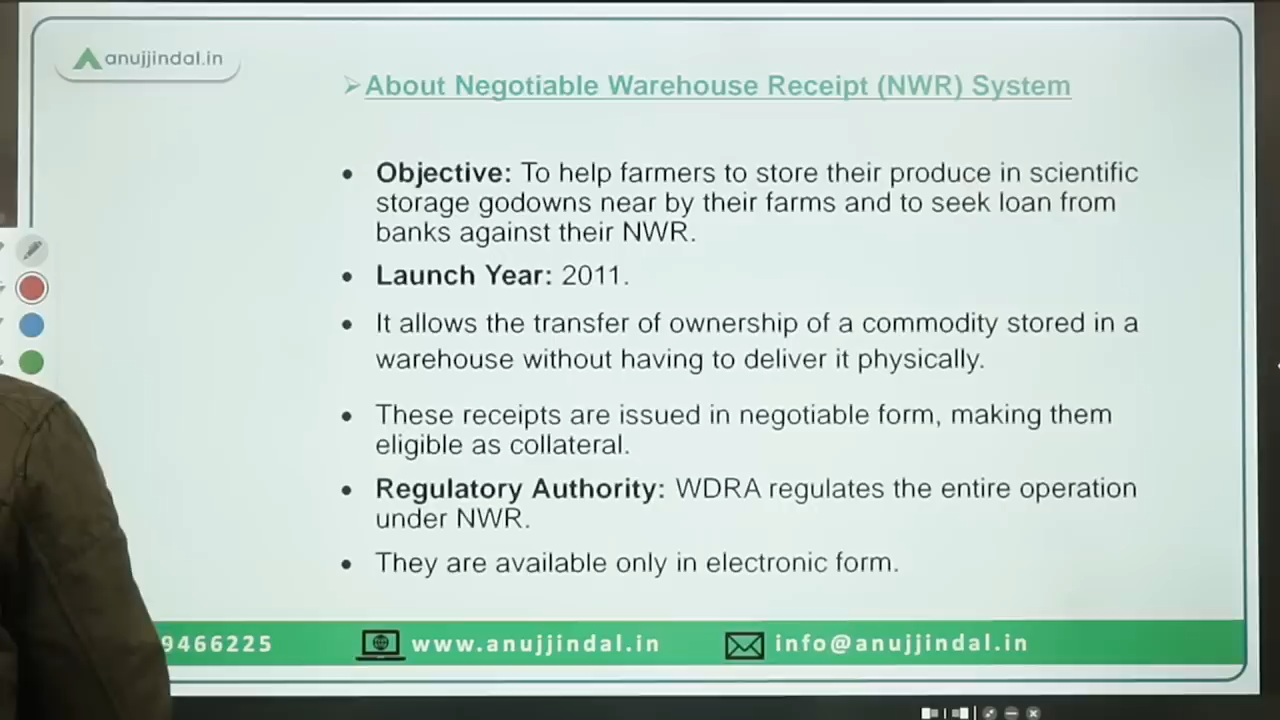 anujjindal.in
➢About Negotiable Warehouse Receipt (NWR) System
• Objective: To help farmers to store their produce in scientific
storage godowns near by their farms and to seek loan from
banks against their NWR.
• Launch Year: 2011.
• It allows the transfer of ownership of a commodity stored in a
warehouse without having to deliver it physically.
• These receipts are issued in negotiable form, making them
eligible as collateral.
• Regulatory Authority: WDRA regulates the entire operation
under NWR.
• They are available only in electronic form.
9466225 www.anujjindal.in info@anujjindal.in